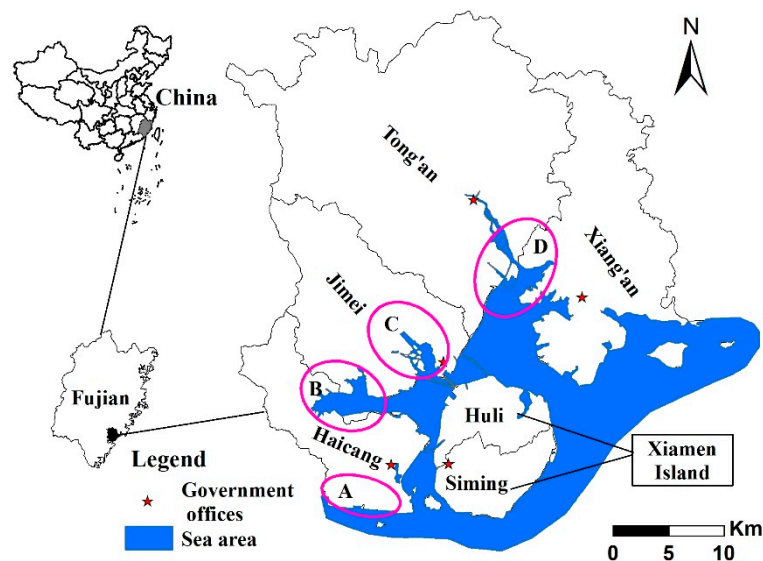 N
China
Tong'an
Xiang'an
D
Jimei
C
B
Fujian
Huli
Haicang
Xiamen
Island
Legend
Siming
A
Government
offices
Sea area
Km
0 5 10